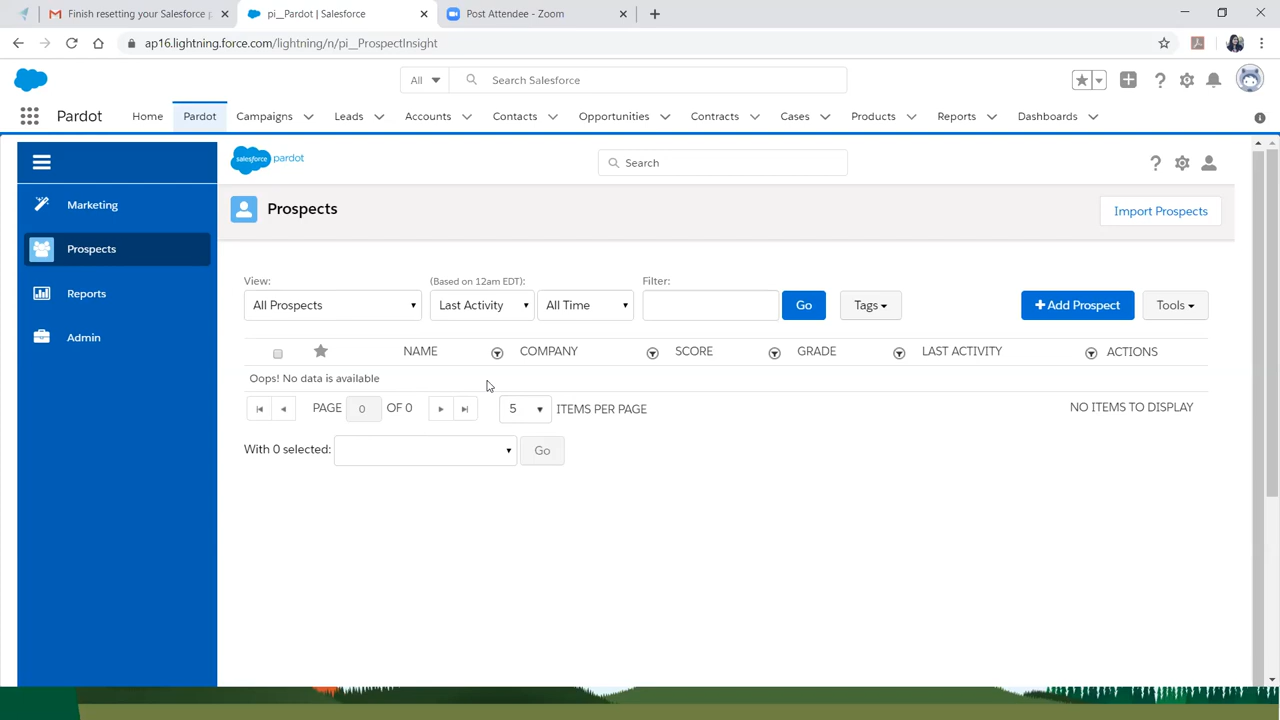 Finish resetting your Salesforce p
pi__Pardot | Salesforce
Post Attendee - Zoom
ap16.lightning.force.com/lightning/n/pi__ProspectInsight
All
Search Salesforce
Pardot
Home
Pardot
Campaigns
Leads
Accounts
Contacts
Opportunities
Contracts
Cases
Products
Reports
Dashboards
salesforce pardot
Search
Marketing
Prospects
Reports
Admin
Prospects
Import Prospects
View:
(Based on 12am EDT):
Filter:
All Prospects
Last Activity
All Time
Go
Tags
+Add Prospect
Tools
NAME COMPANY SCORE GRADE LAST ACTIVITY ACTIONS
Oops! No data is available
PAGE 0 OF 0 5 ITEMS PER PAGE NO ITEMS TO DISPLAY
With 0 selected: Go